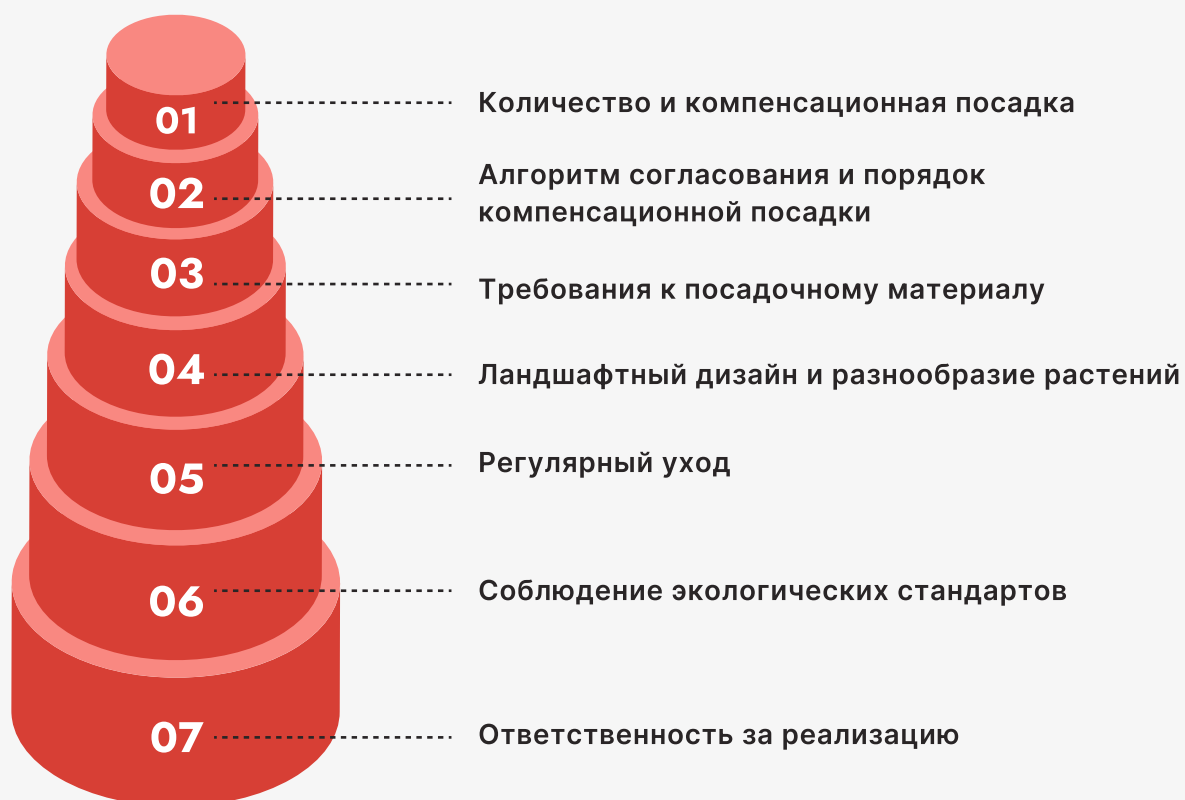 01
Количество и компенсационная посадка
02
Алгоритм согласования и порядок
компенсационной посадки
03
Требования к посадочному материалу
04
Ландшафтный дизайн и разнообразие растений
05
Регулярный уход
06
Соблюдение экологических стандартов
07
Ответственность за реализацию